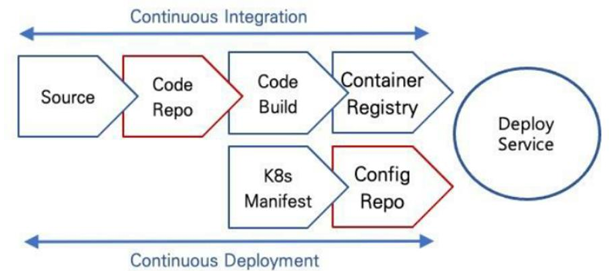 Continuous Integration
Source
Code
Repo
Code
Build
Container
Registry
Deploy
Service
K8s
Manifest
Config
Repo
Continuous Deployment